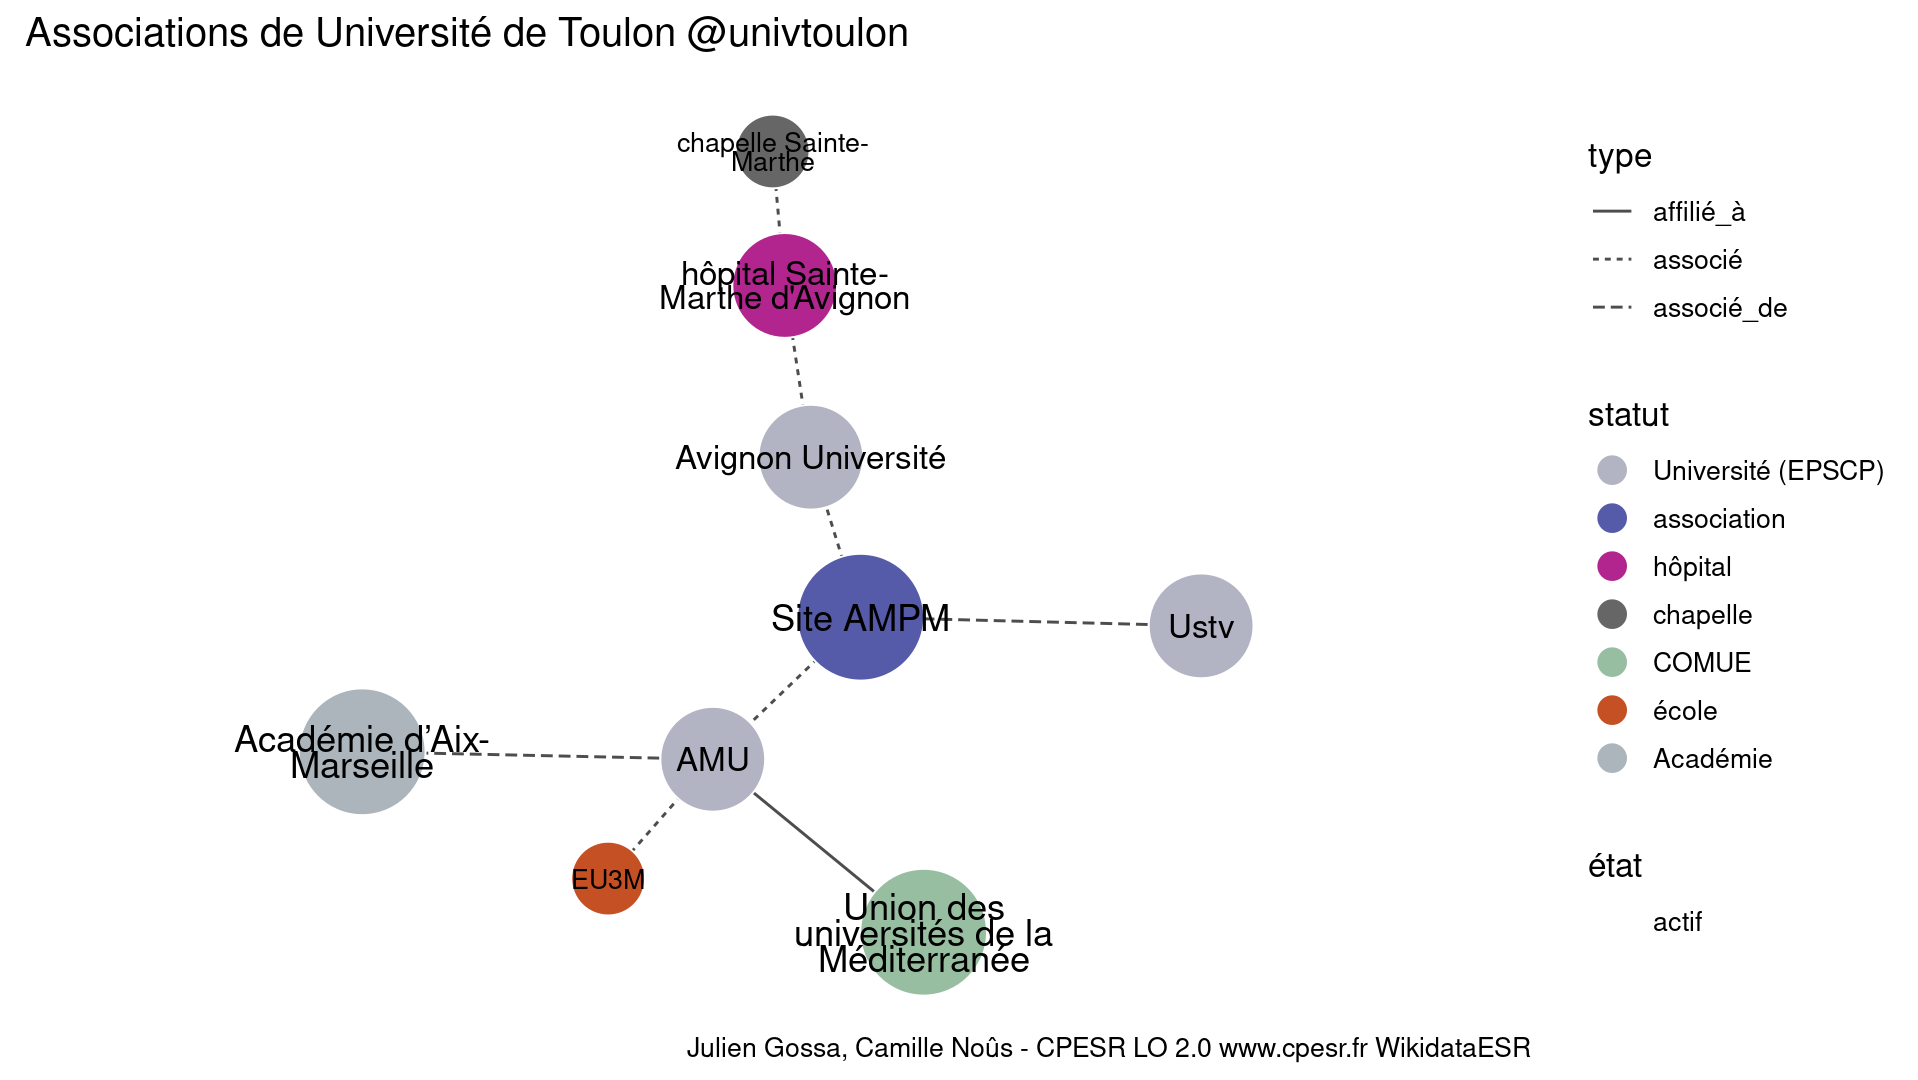 Associations de Université de Toulon @univtoulon
chapelle Sainte-
Marthe
hôpital Sainte-
Marthe d'Avignon
Avignon Université
Site AMPM
Ustv
Académie d’Aix-
Marseille
AMU
EU3M
Union des
universités de la
Méditerranée
type
affilié_à
associé
associé_de
statut
Université (EPSCP)
association
hôpital
chapelle
COMUE
école
Académie
état
actif
Julien Gossa, Camille Noûs - CPESR LO 2.0 www.cpesr.fr WikidataESR